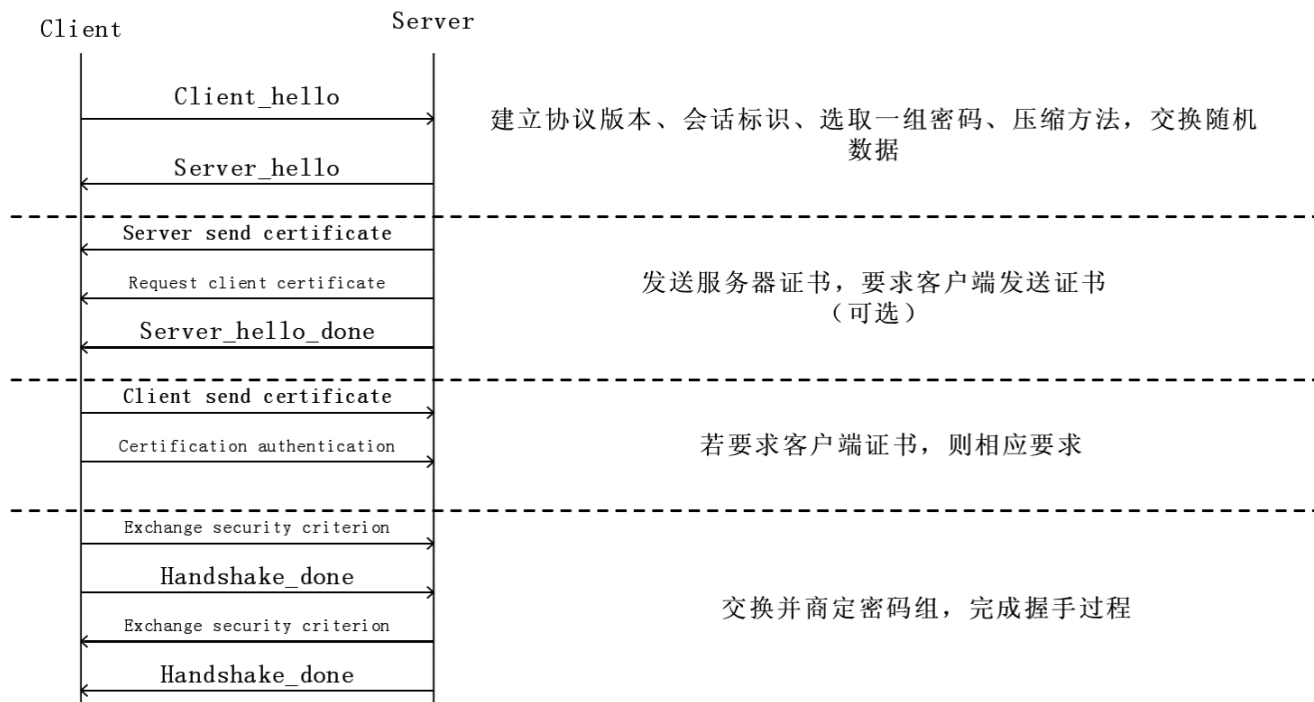 Client
Server
Client_hello
建立协议版本、会话标识、选取一组密码、压缩方法，交换随机
数据
Server_hello
Server send certificate
Request client certificate
发送服务器证书，要求客户端发送证书
（可选）
Server_hello_done
Client send certificate
Certification authentication
若要求客户端证书，则相应要求
Exchange security criterion
Handshake_done
交换并商定密码组，完成握手过程
Exchange security criterion
Handshake_done